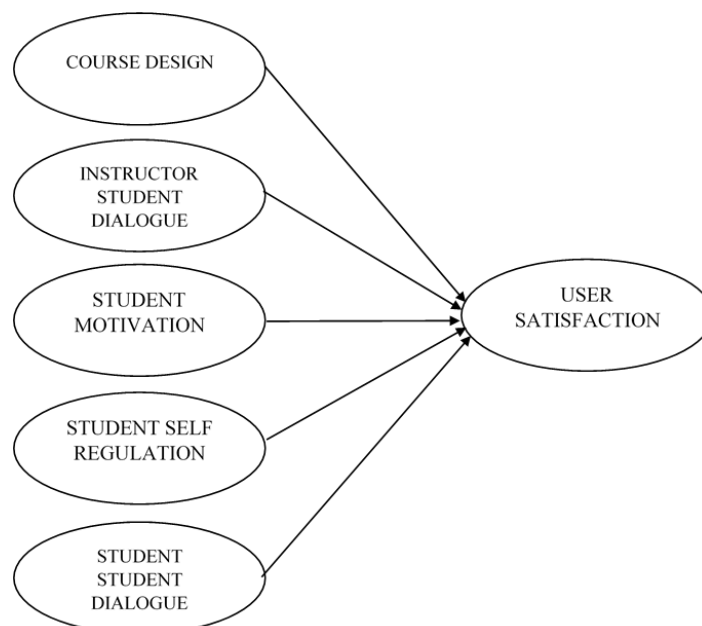 COURSE DESIGN
INSTRUCTOR
STUDENT
DIALOGUE
STUDENT
MOTIVATION
STUDENT SELF
REGULATION
STUDENT
STUDENT
DIALOGUE
USER
SATISFACTION